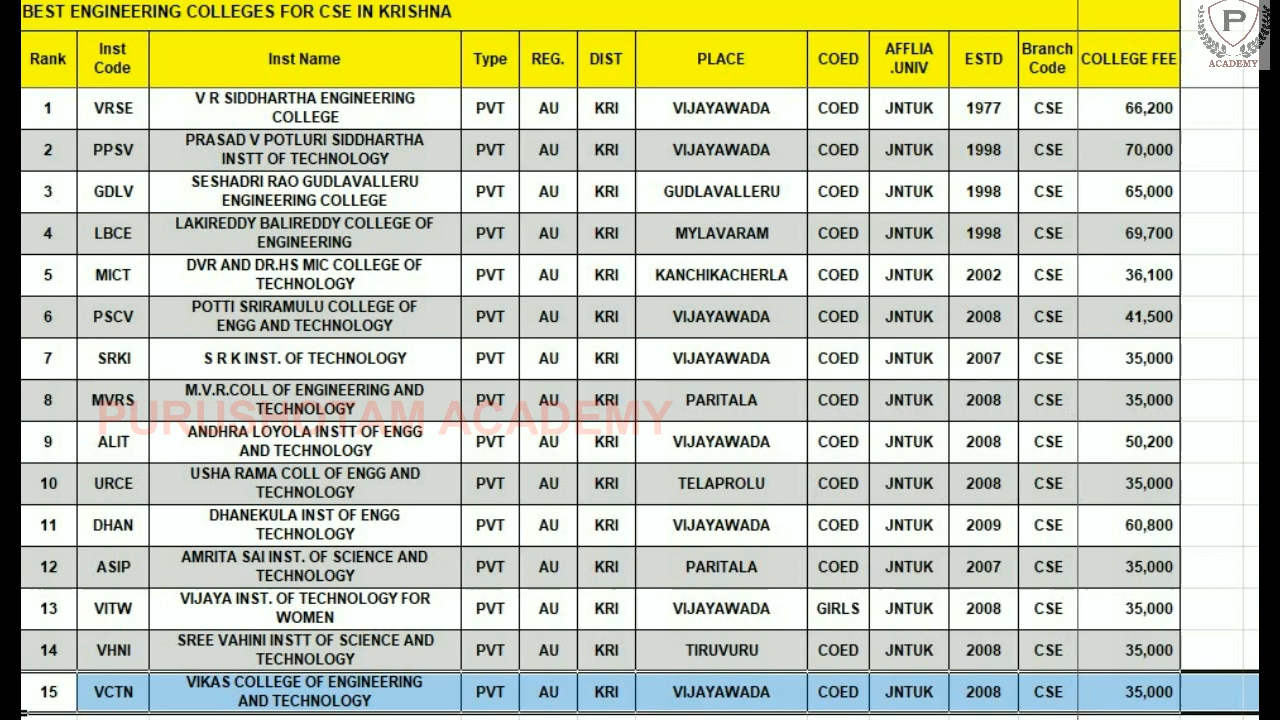 BEST ENGINEERING COLLEGES FOR CSE IN KRISHNA
P
ACADEMY
Rank Inst Code Inst Name Type REG. DIST PLACE COED AFFLIA .UNIV ESTD Branch Code COLLEGE FEE
1 VRSE V R SIDDHARTHA ENGINEERING COLLEGE PVT AU KRI VIJAYAWADA COED JNTUK 1977 CSE 66,200
2 PPSV PRASAD V POTLURI SIDDHARTHA INSTT OF TECHNOLOGY PVT AU KRI VIJAYAWADA COED JNTUK 1998 CSE 70,000
3 GDLV SESHADRI RAO GUDLAVALLERU ENGINEERING COLLEGE PVT AU KRI GUDLAVALLERU COED JNTUK 1998 CSE 65,000
4 LBCE LAKIREDDY BALIREDDY COLLEGE OF ENGINEERING PVT AU KRI MYLAVARAM COED JNTUK 1998 CSE 69,700
5 MICT DVR AND DR.HS MIC COLLEGE OF TECHNOLOGY PVT AU KRI KANCHIKACHERLA COED JNTUK 2002 CSE 36,100
6 PSCV POTTI SRIRAMULU COLLEGE OF ENGG AND TECHNOLOGY PVT AU KRI VIJAYAWADA COED JNTUK 2008 CSE 41,500
7 SRKI S R K INST. OF TECHNOLOGY PVT AU KRI VIJAYAWADA COED JNTUK 2007 CSE 35,000
8 MVRS M.V.R.COLL OF ENGINEERING AND TECHNOLOGY PVT AU KRI PARITALA COED JNTUK 2008 CSE 35,000
PURUSHOTAM ACADEMY
9 ALIT ANDHRA LOYOLA INSTT OF ENGG AND TECHNOLOGY PVT AU KRI VIJAYAWADA COED JNTUK 2008 CSE 50,200
10 URCE USHA RAMA COLL OF ENGG AND TECHNOLOGY PVT AU KRI TELAPROLU COED JNTUK 2008 CSE 35,000
11 DHAN DHANEKULA INST OF ENGG TECHNOLOGY PVT AU KRI VIJAYAWADA COED JNTUK 2009 CSE 60,800
12 ASIP AMRITA SAI INST. OF SCIENCE AND TECHNOLOGY PVT AU KRI PARITALA COED JNTUK 2007 CSE 35,000
13 VITW VIJAYA INST. OF TECHNOLOGY FOR WOMEN PVT AU KRI VIJAYAWADA GIRLS JNTUK 2008 CSE 35,000
14 VHNI SREE VAHINI INSTT OF SCIENCE AND TECHNOLOGY PVT AU KRI TIRUVURU COED JNTUK 2008 CSE 35,000
15 VCTN VIKAS COLLEGE OF ENGINEERING AND TECHNOLOGY PVT AU KRI VIJAYAWADA COED JNTUK 2008 CSE 35,000